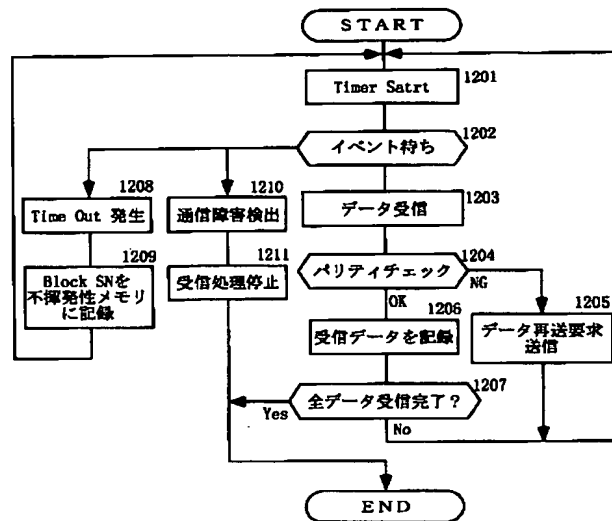 START
1201
Timer Satrt
1202
イベント待ち
1208
Time Out 発生
1210
通信障害検出
1203
データ受信
1209
Block SNを
不揮発性メモリ
に記録
1211
受信処理停止
1204
パリティチェック
NG
OK
1205
データ再送要求
送信
1206
受信データを記録
1207
全データ受信完了?
Yes
No
END